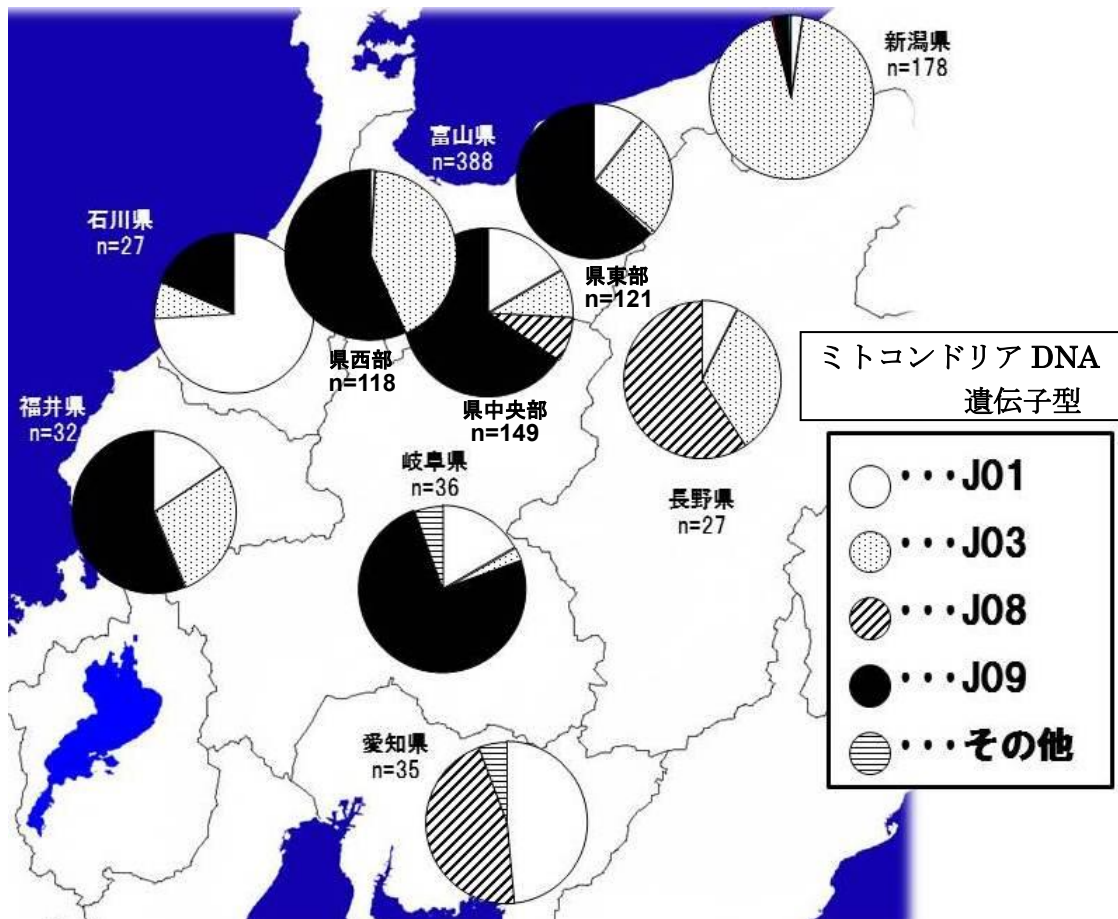 新潟県
n=178
富山県
n=388
石川県
n=27
県東部
n=121
県西部
n=118
県中央部
n=149
福井県
n=32
岐阜県
n=36
長野県
n=27
愛知県
n=35
ミトコンドリア DNA
遺伝子型
・・・J01
・・・J03
・・・J08
・・・J09
・・・その他